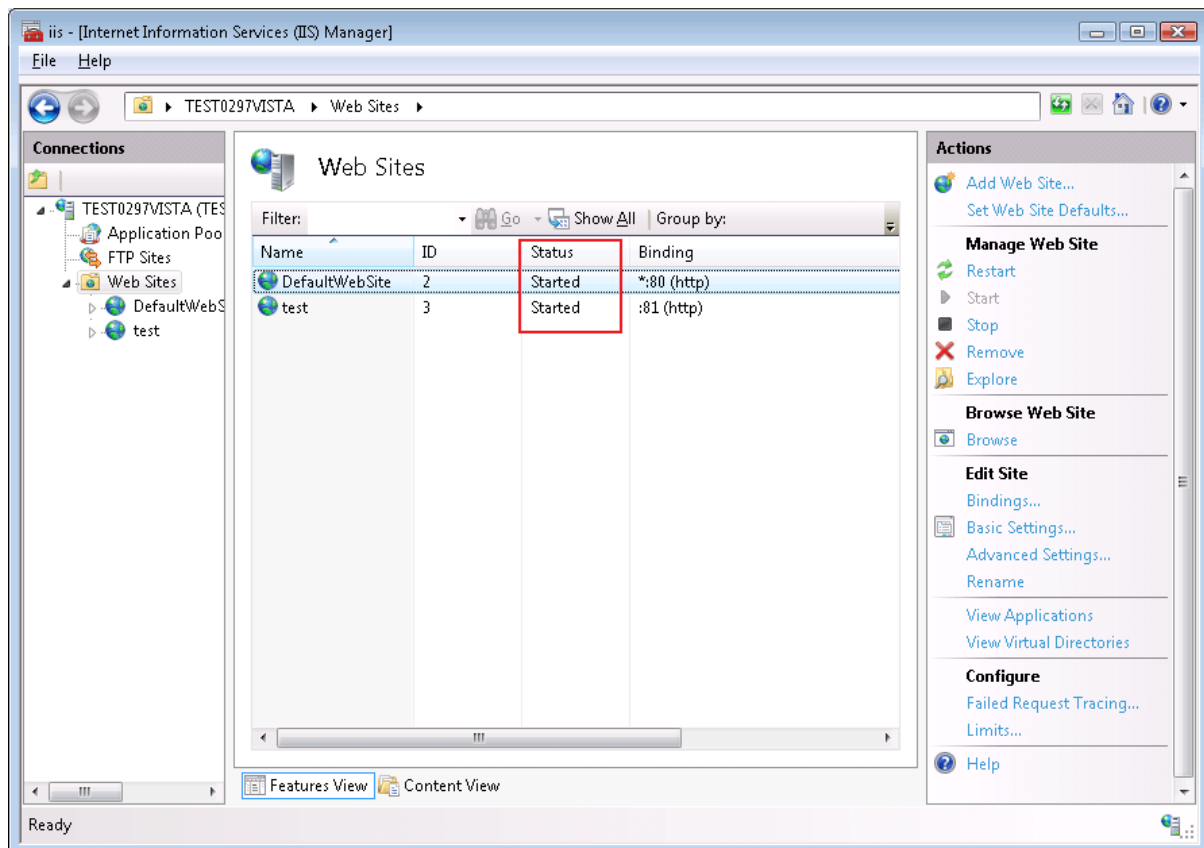 iis - [Internet Information Services (IIS) Manager]
File Help
TEST0297VISTA Web Sites
Connections
TEST0297VISTA (TES
Application Poo
FTP Sites
Web Sites
DefaultWebS
test
Web Sites
Filter: Go Show All Group by:
Name ID Status Binding
DefaultWebSite 2 Started *:80 (http)
test 3 Started :81 (http)
Features View Content View
Actions
Add Web Site...
Set Web Site Defaults...
Manage Web Site
Restart
Start
Stop
Remove
Explore
Browse Web Site
Browse
Edit Site
Bindings...
Basic Settings...
Advanced Settings...
Rename
View Applications
View Virtual Directories
Configure
Failed Request Tracing...
Limits...
Help
Ready